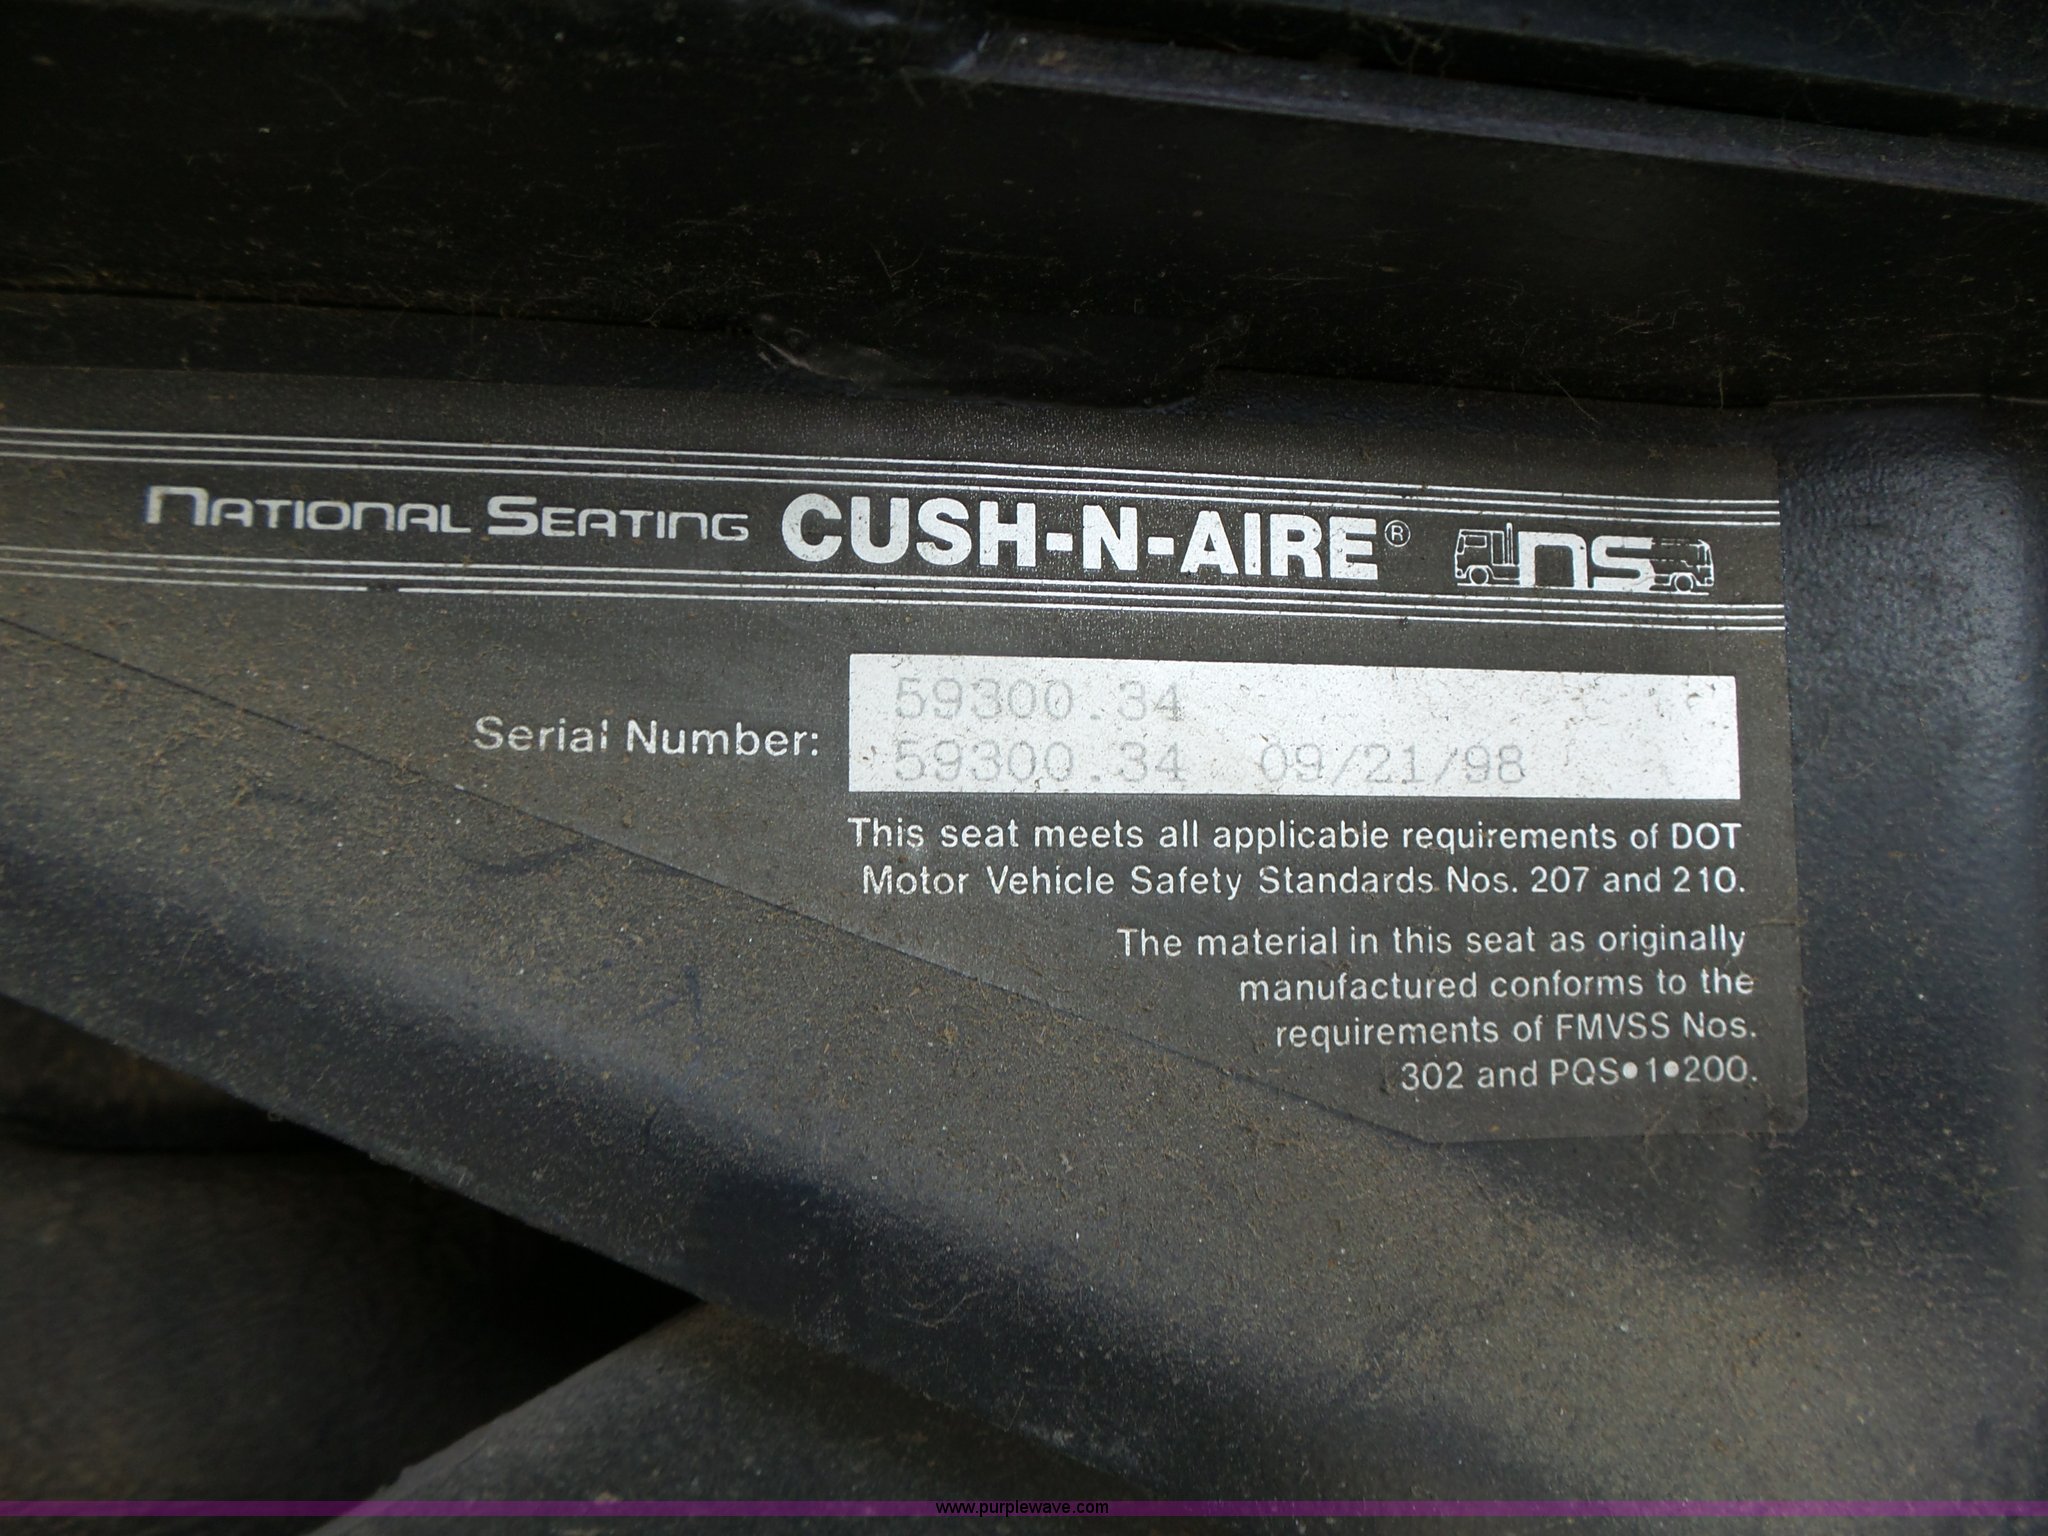 NATIONAL SEATING CUSH-N-AIRE® ns
Serial Number:
59300.34
59300.34 09/21/98
This seat meets all applicable requirements of DOT
Motor Vehicle Safety Standards Nos. 207 and 210.
The material in this seat as originally
manufactured conforms to the
requirements of FMVSS Nos.
302 and PQS•1•200.
www.purplewave.com